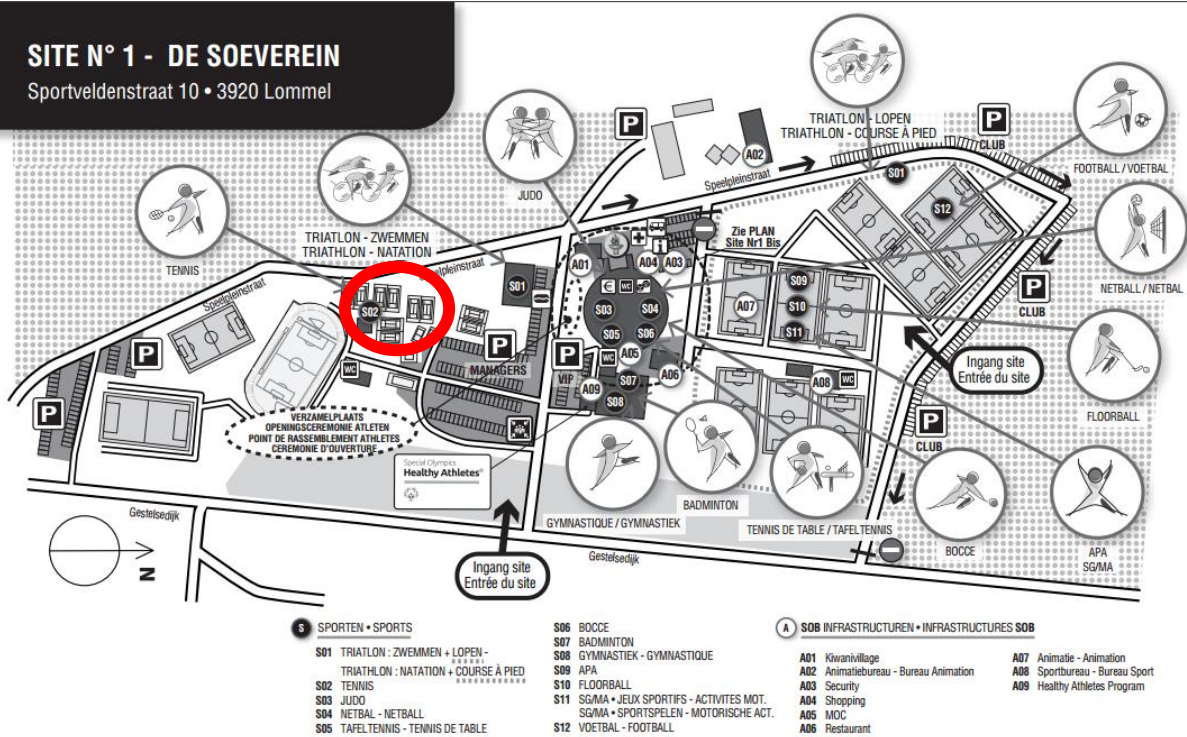 SITE N° 1 - DE SOEVEREIN
Sportveldenstraat 10 • 3920 Lommel
TRIATLON - LOPEN
TRIATHLON - COURSE À PIED
P
P
CLUB
FOOTBALL / VOETBAL
A02
Speelpleinstraat
S01
S12
JUDO
TENNIS
TRIATLON - ZWEMMEN
TRIATHLON - NATATION
Speelpleinstraat
Zie PLAN
Site Nr1 Bis
A01
A04
A03
NETBALL / NETBAL
S01
€
WC
S03
S04
S05
S06
A07
S09
S10
S11
P
CLUB
S02
Speelpleinstraat
P
P
MANAGERS
P
VIP
WC
A05
A06
S07
A09
S08
A08
WC
Ingang site
Entrée du site
FLOORBALL
WC
P
P
CLUB
VERZAMELPLAATS
OPENINGSCEREMONIE ATLETEN
POINT DE RASSEMBLEMENT ATHLETES
CEREMONIE D'OUVERTURE
Special Olympics
Healthy Athletes®
BADMINTON
GYMNASTIQUE / GYMNASTIEK
TENNIS DE TABLE / TAFELTENNIS
BOCCE
APA
SG/MA
Gestelsedijk
Gestelsedijk
N
Ingang site
Entrée du site
S SPORTEN • SPORTS
S01 TRIATLON : ZWEMMEN + LOPEN -
TRIATHLON : NATATION + COURSE À PIED
S02 TENNIS
S03 JUDO
S04 NETBAL - NETBALL
S05 TAFELTENNIS - TENNIS DE TABLE
S06 BOCCE
S07 BADMINTON
S08 GYMNASTIEK - GYMNASTIQUE
S09 APA
S10 FLOORBALL
S11 SG/MA • JEUX SPORTIFS - ACTIVITES MOT.
SG/MA • SPORTSPELEN - MOTORISCHE ACT.
S12 VOETBAL - FOOTBALL
A SOB INFRASTRUCTUREN • INFRASTRUCTURES SOB
A01 Kiwanivillage
A02 Animatiebureau - Bureau Animation
A03 Security
A04 Shopping
A05 MOC
A06 Restaurant
A07 Animatie - Animation
A08 Sportbureau - Bureau Sport
A09 Healthy Athletes Program